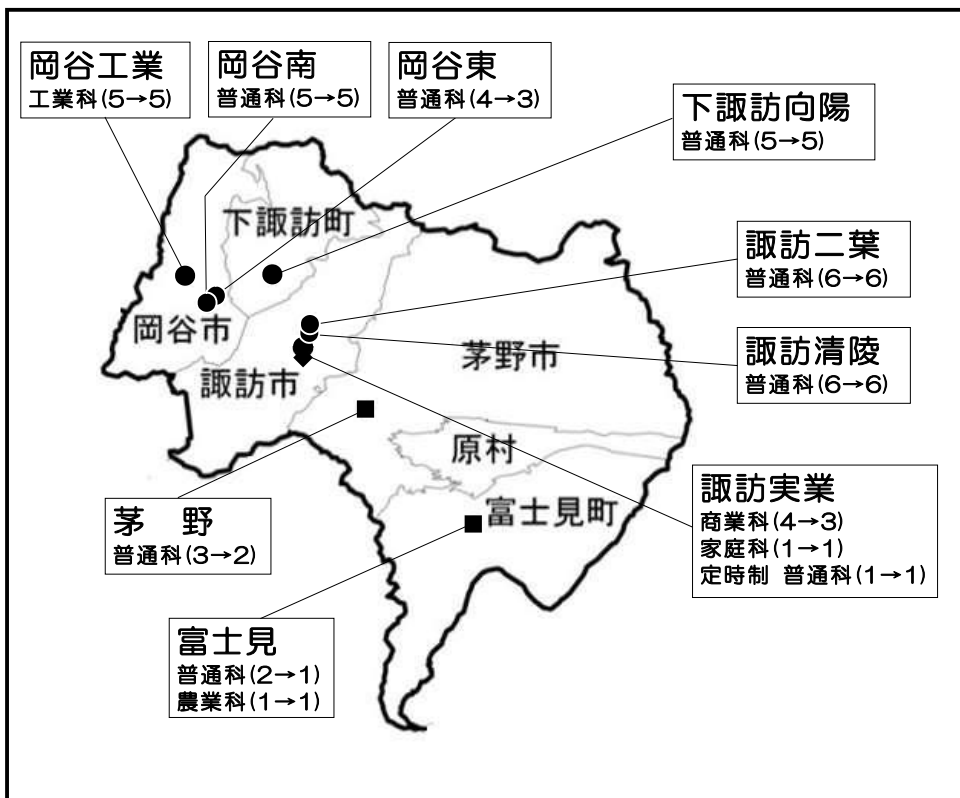 岡谷工業
工業科(5→5)
岡谷南
普通科(5→5)
岡谷東
普通科(4→3)
下諏訪向陽
普通科(5→5)
下諏訪町
諏訪二葉
普通科(6→6)
岡谷市
諏訪清陵
普通科(6→6)
茅野市
諏訪市
原村
諏訪実業
商業科(4→3)
家庭科(1→1)
定時制 普通科(1→1)
茅 野
普通科(3→2)
富士見町
富士見
普通科(2→1)
農業科(1→1)